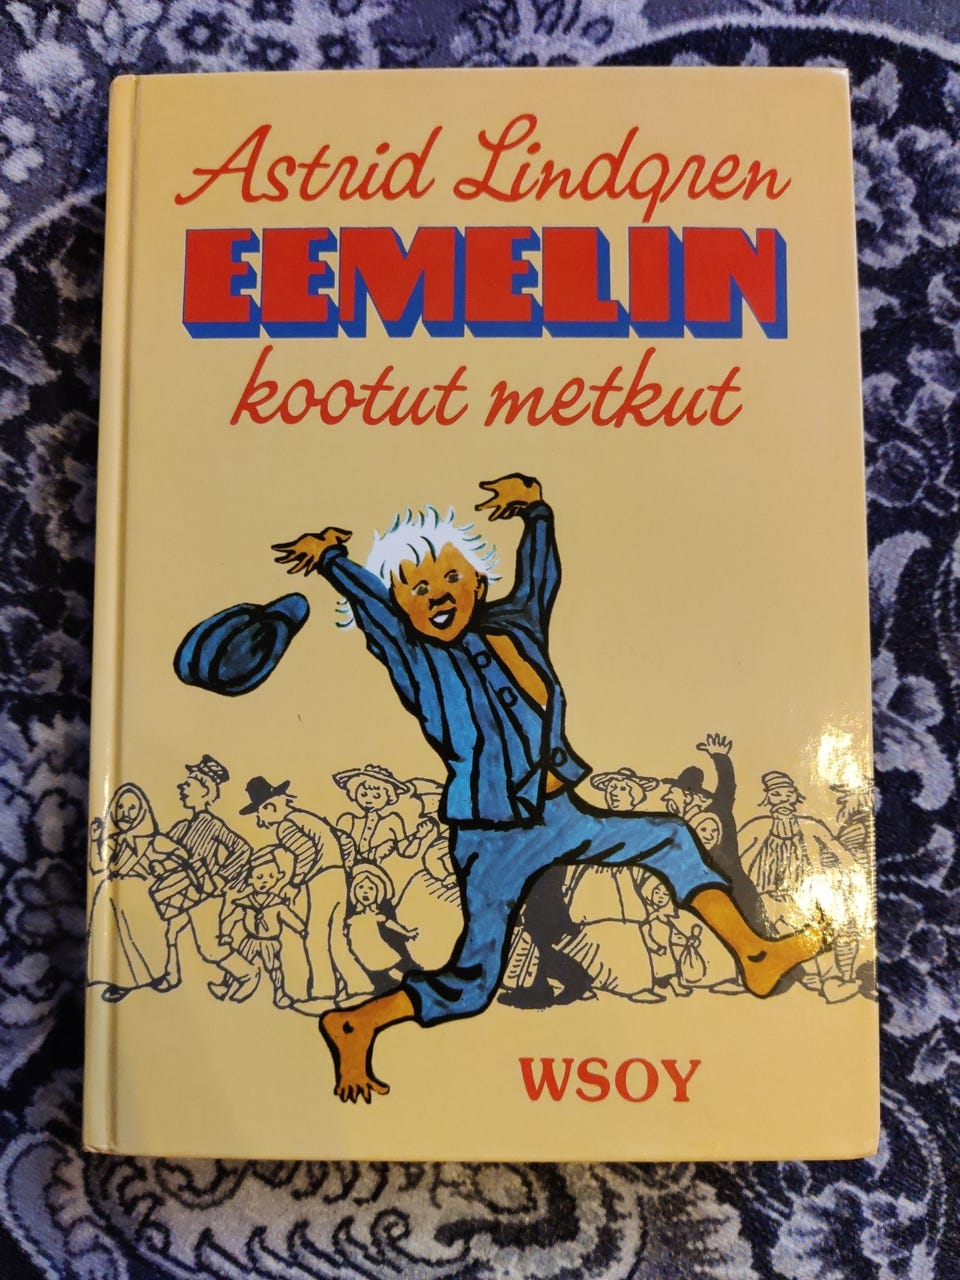 Astrid Lindgren
EEMELIN
kootut metkut
WSOY